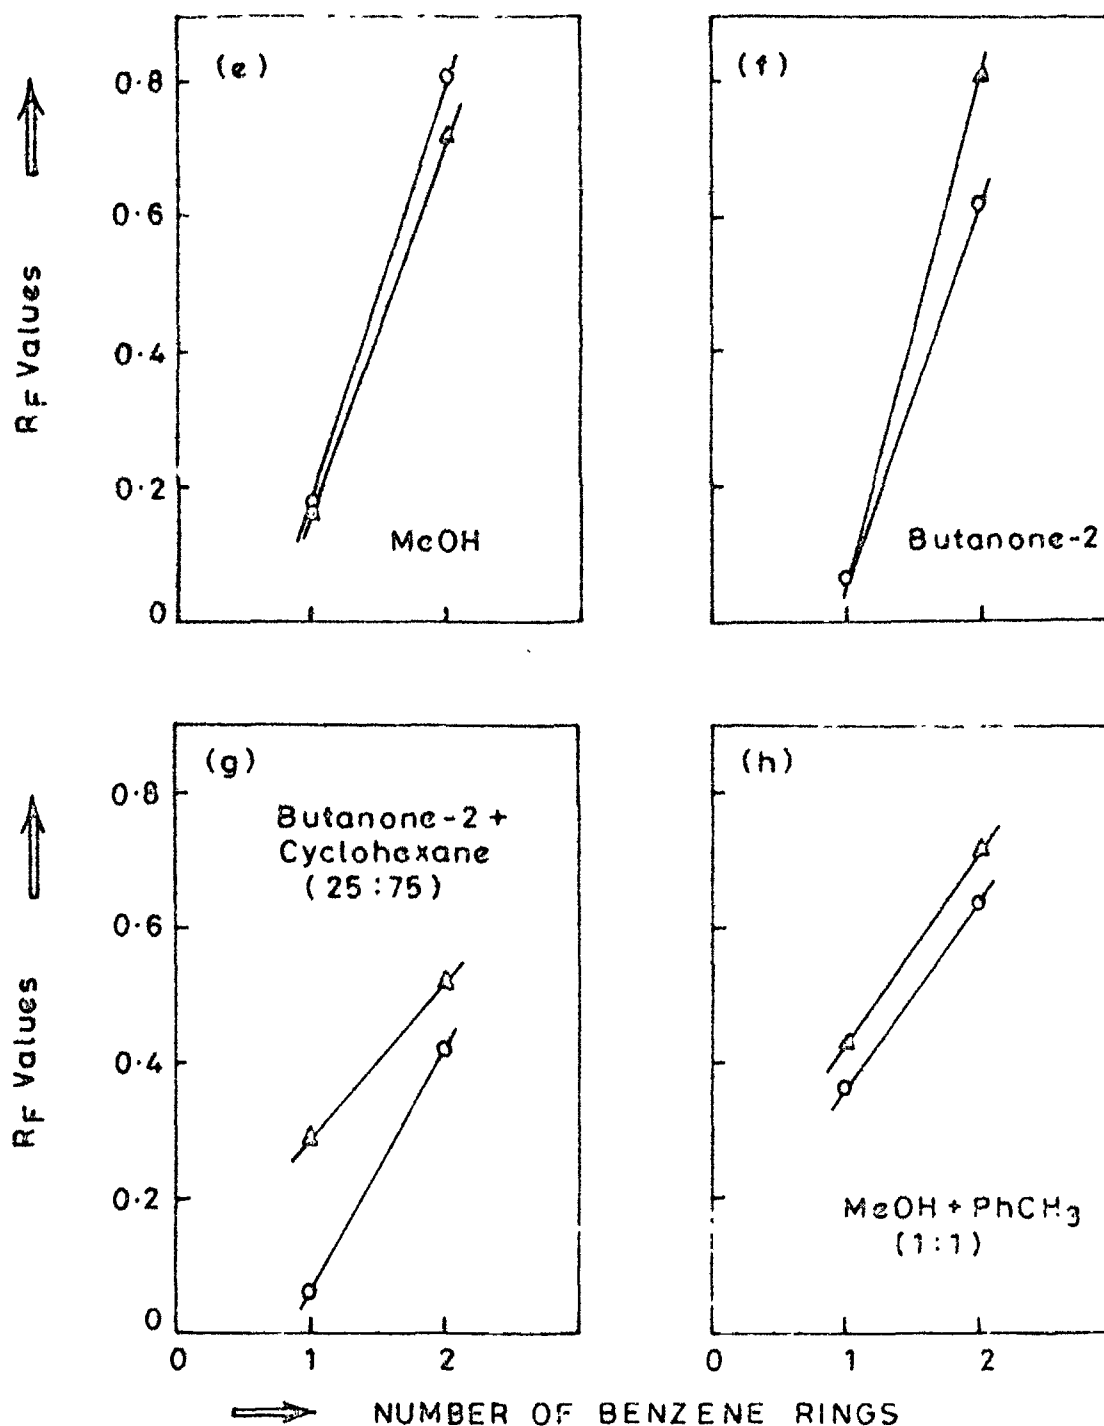 (e)
0.8
0.6
0.4
0.2
0
MeOH
(f)
Butanone-2
RF Values
(g)
Butanone-2 +
Cyclohexane
(25:75)
0.8
0.6
0.4
0.2
0
0 1 2
(h)
MeOH + PhCH3
(1:1)
0 1 2
RF Values
NUMBER OF BENZENE RINGS